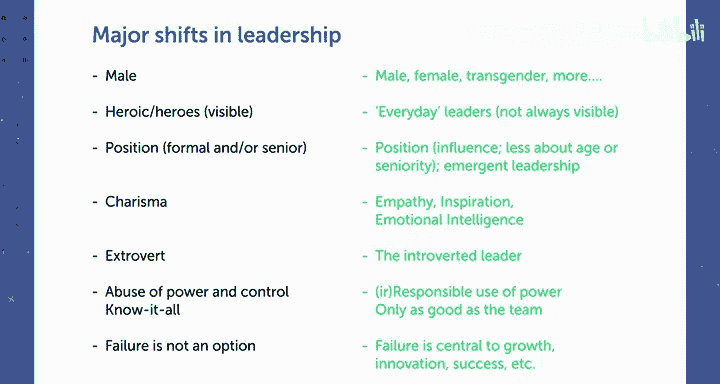 Major shifts in leadership
- Male
- Male, female, transgender, more....
- Heroic/heroes (visible)
- 'Everyday' leaders (not always visible)
- Position (formal and/or senior)
- Position (influence; less about age or
seniority); emergent leadership
- Charisma
- Empathy, Inspiration,
Emotional Intelligence
- Extrovert
- The introverted leader
- Abuse of power and control
Know-it-all
- (ir)Responsible use of power
Only as good as the team
- Failure is not an option
- Failure is central to growth,
innovation, success, etc.